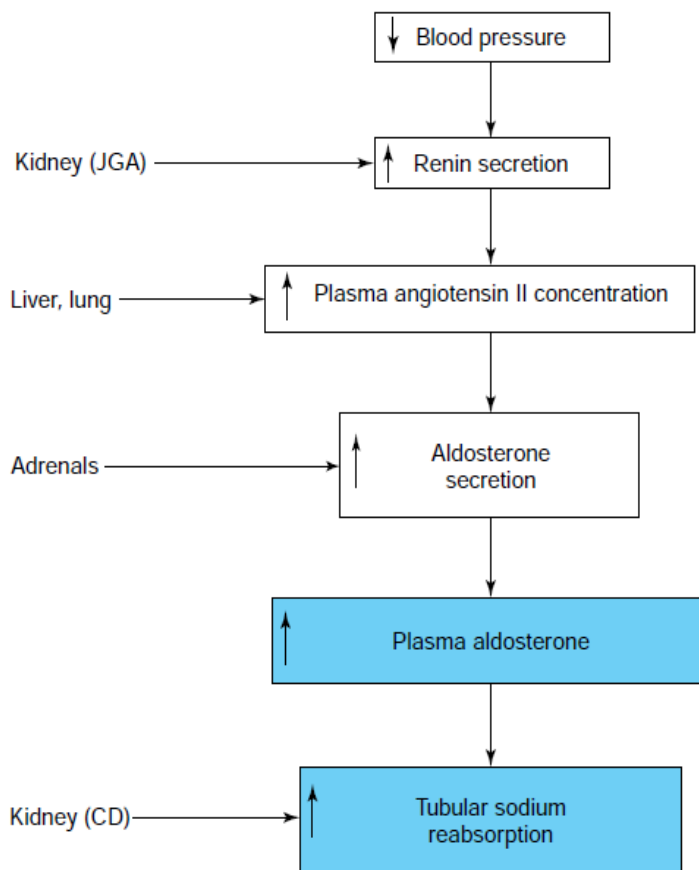 Blood pressure
Kidney (JGA)
Renin secretion
Liver, lung
Plasma angiotensin II concentration
Adrenals
Aldosterone
secretion
Plasma aldosterone
Kidney (CD)
Tubular sodium
reabsorption